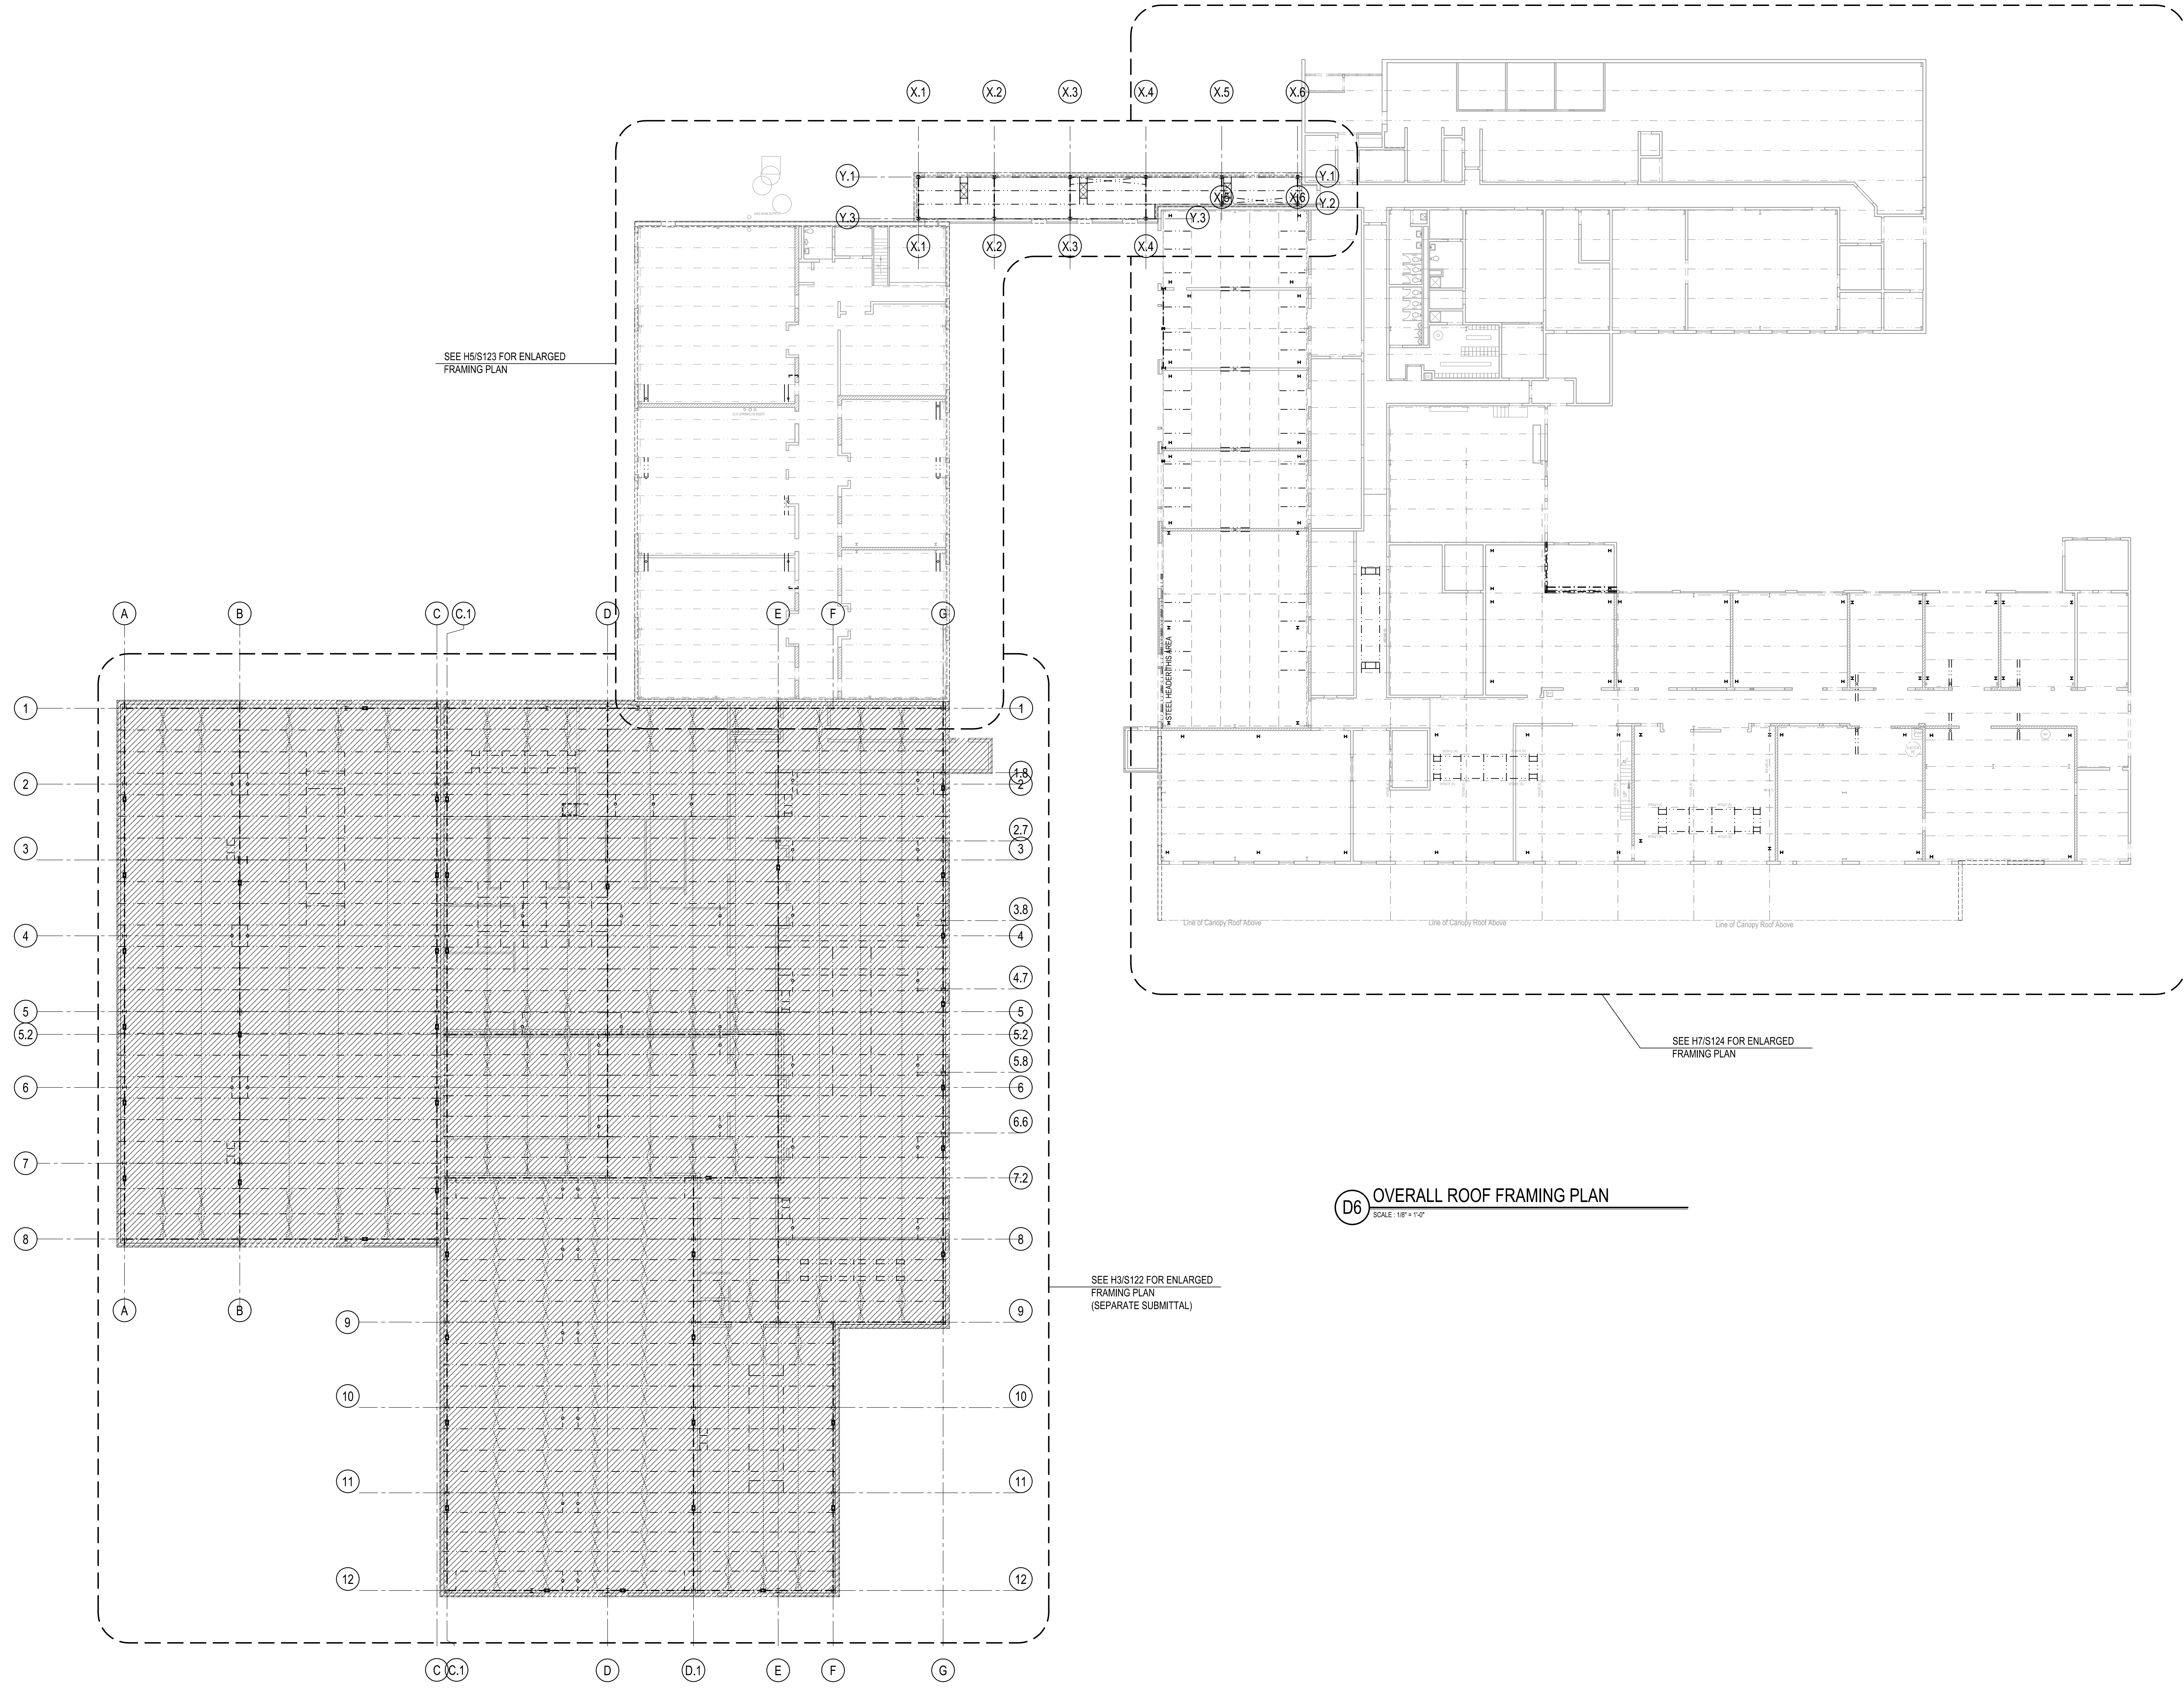 X.1
X.2
X.3
X.4
X.5
X.6
Y.1
Y.1
X.5
X.6
Y.2
Y.3
Y.3
X.1
X.2
X.3
X.4
SEE H5/S123 FOR ENLARGED
FRAMING PLAN
A
B
C
C.1
D
E
F
G
STEEL HEADER THIS AREA
1
1
2
1.8
2
2.7
3
3
3.8
4
4
4.7
5
5
5.2
5.2
5.8
6
6
6.6
7
7.2
8
8
Line of Canopy Roof Above
Line of Canopy Roof Above
Line of Canopy Roof Above
SEE H7/S124 FOR ENLARGED
FRAMING PLAN
D6
OVERALL ROOF FRAMING PLAN
SCALE : 1/8" = 1'-0"
SEE H3/S122 FOR ENLARGED
FRAMING PLAN
(SEPARATE SUBMITTAL)
A
B
9
9
10
10
11
11
12
12
C
C.1
D
D.1
E
F
G